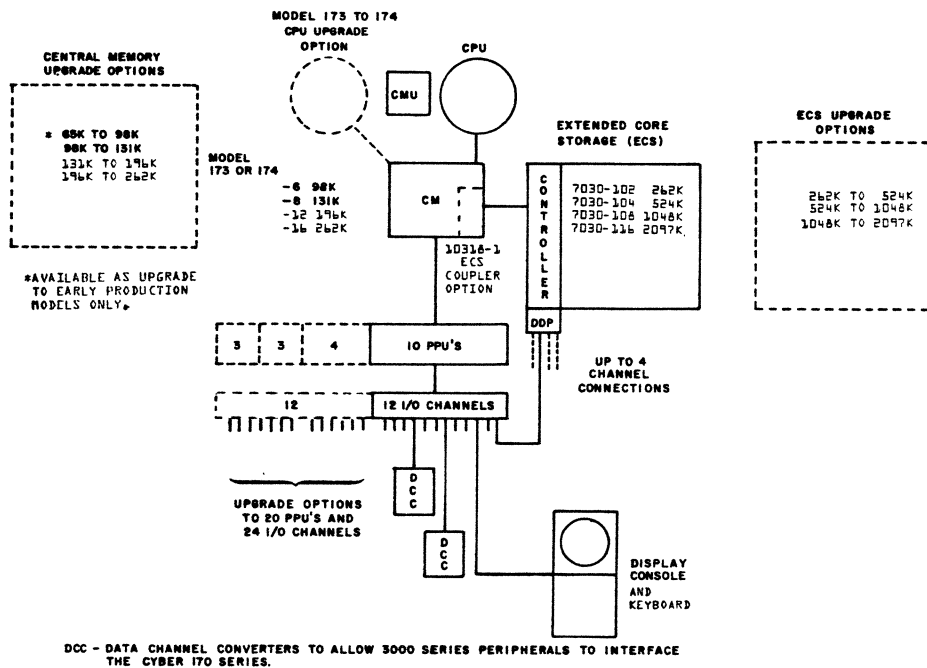 MODEL 173 TO 174
CPU UPGRADE
OPTION
CPU
CMU
CENTRAL MEMORY
UPGRADE OPTIONS
* 65K TO 98K
98K TO 131K
131K TO 196K
196K TO 262K
*AVAILABLE AS UPGRADE
TO EARLY PRODUCTION
MODELS ONLY.
MODEL
173 OR 174
-6 98K
-8 131K
-12 196K
-16 262K
CM
10318-1
ECS
COUPLER
OPTION
EXTENDED CORE
STORAGE (ECS)
CONTROLLER
7030-102 262K
7030-104 524K
7030-108 1048K
7030-116 2097K
DDP
UP TO 4
CHANNEL
CONNECTIONS
ECS UPGRADE
OPTIONS
262K TO 524K
524K TO 1048K
1048K TO 2097K
3 3 4 10 PPU'S
12 12 I/O CHANNELS
UPGRADE OPTIONS
TO 20 PPU'S AND
24 I/O CHANNELS
DCC
DCC
DISPLAY
CONSOLE
AND
KEYBOARD
DCC - DATA CHANNEL CONVERTERS TO ALLOW 3000 SERIES PERIPHERALS TO INTERFACE
THE CYBER 170 SERIES.